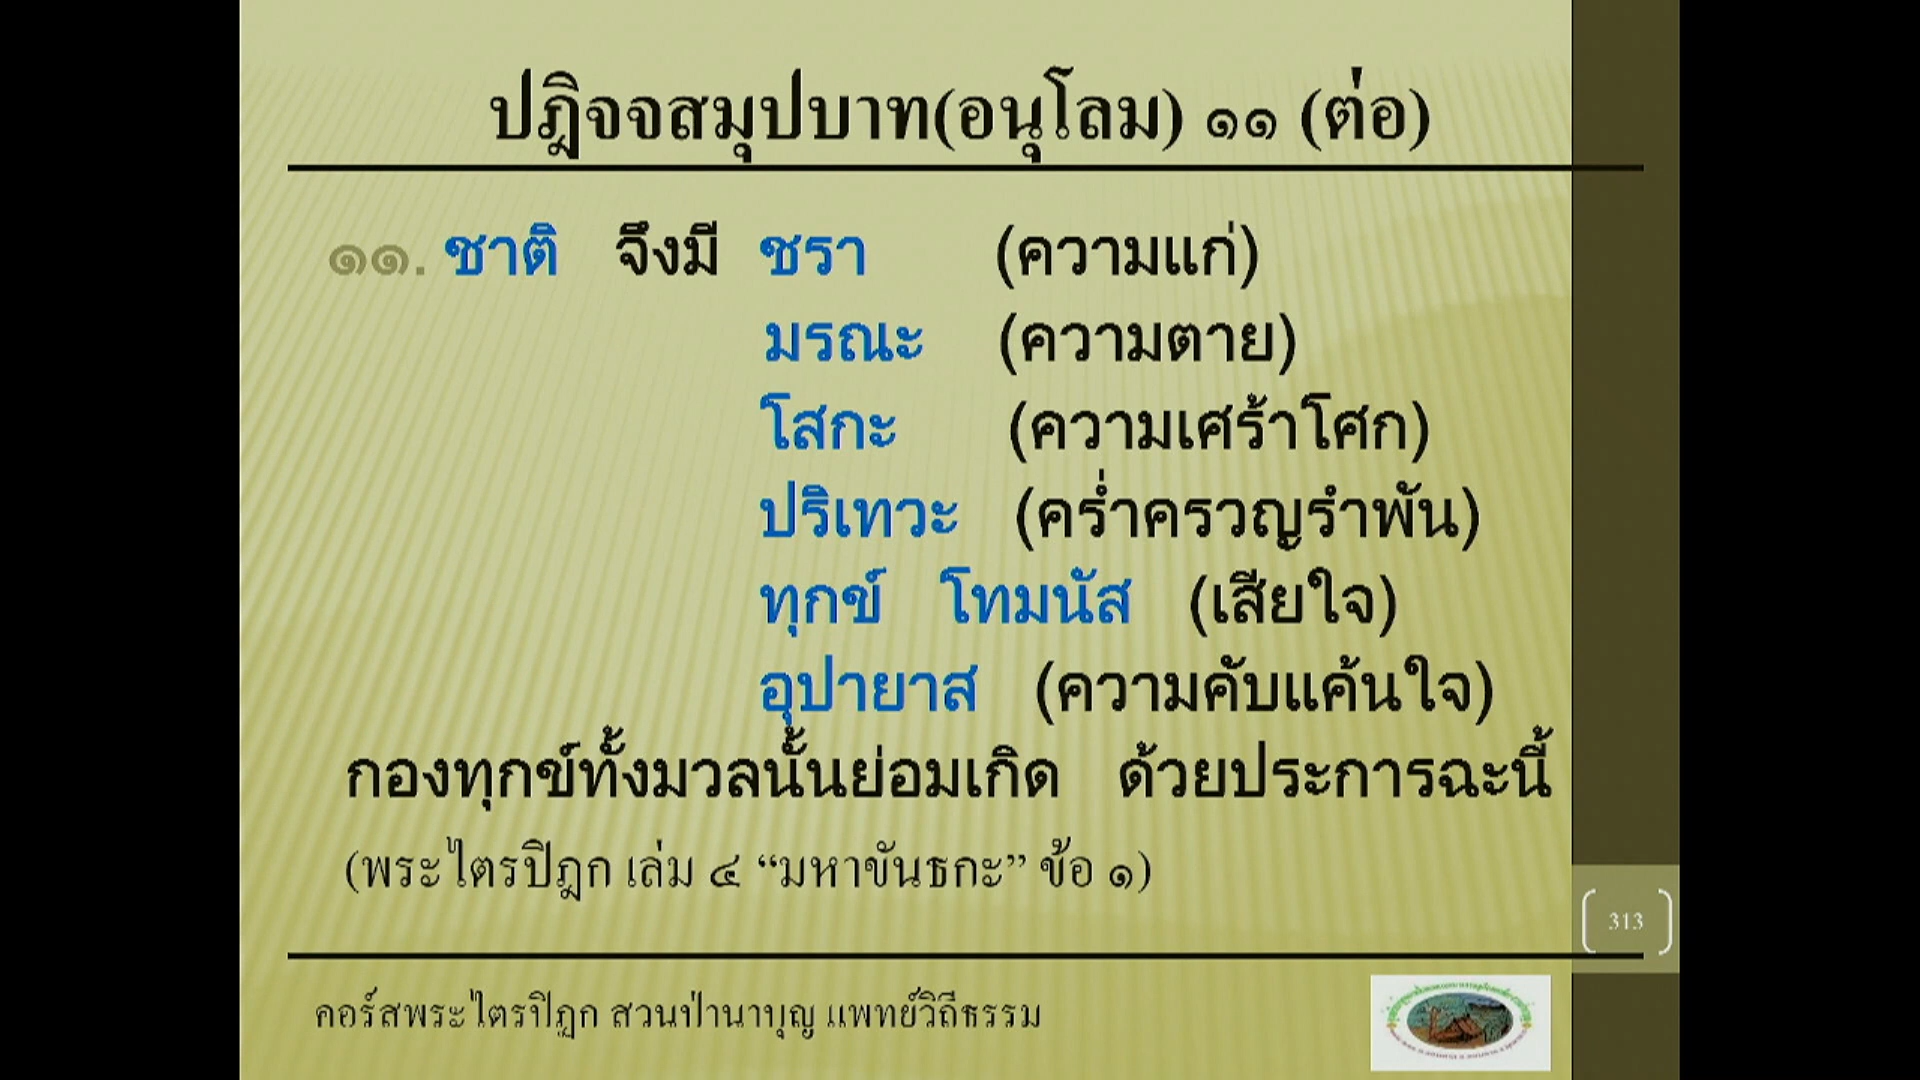 ปฎิจจสมุปบาท(อนุโลม) ๑๑ (ต่อ)
๑๑. ชาติ จึงมี ชรา (ความแก่)
มรณะ (ความตาย)
โสกะ (ความเศร้าโศก)
ปริเทวะ (คร่ำครวญรำพัน)
ทุกข์ โทมนัส (เสียใจ)
อุปายาส (ความคับแค้นใจ)
กองทุกข์ทั้งมวลนั้นย่อมเกิด ด้วยประการฉะนี้
(พระไตรปิฎก เล่ม ๔ “มหาขันธกะ” ข้อ ๑)
313
คอร์สพระไตรปิฏก สวนป่านาบุญ แพทย์วิถีธรรม